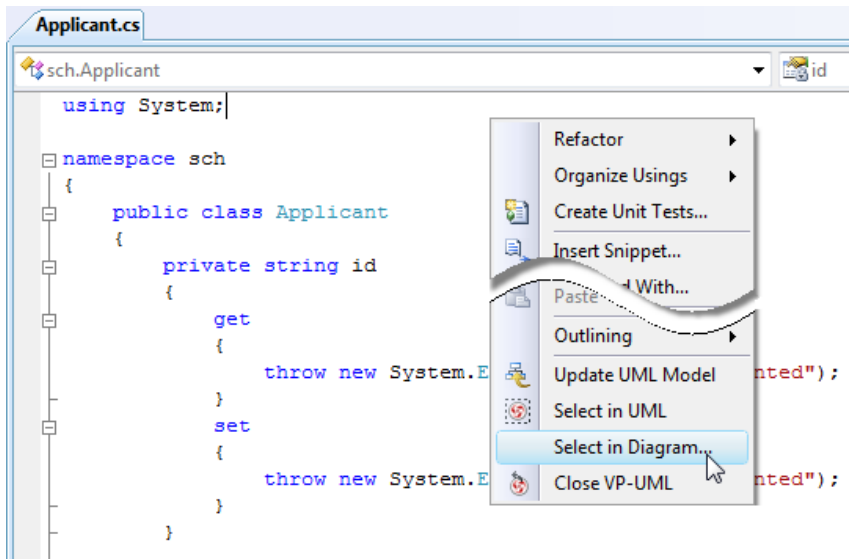 Applicant.cs
sch.Applicant id
using System;
namespace sch
{
public class Applicant
{
private string id
{
get
{
throw new System.E nted");
}
set
{
throw new System.E nted");
}
}
Refactor
Organize Usings
Create Unit Tests...
Insert Snippet...
With...
Paste
Outlining
Update UML Model
Select in UML
Select in Diagram...
Close VP-UML